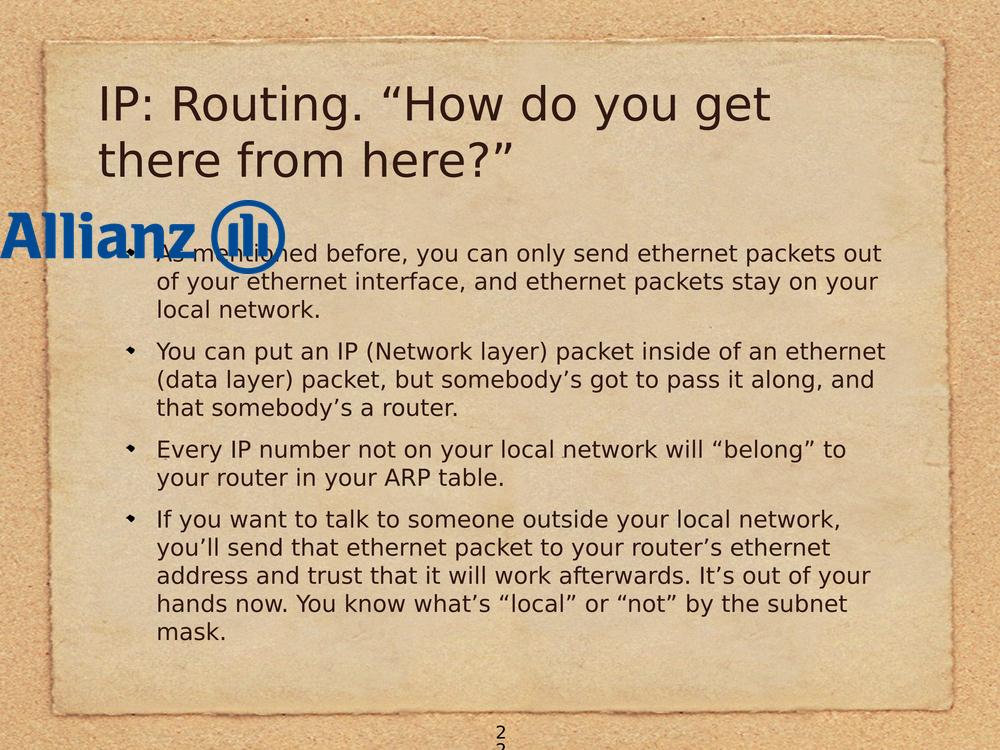 IP: Routing. “How do you get
there from here?”
Allianz
As mentioned before, you can only send ethernet packets out
of your ethernet interface, and ethernet packets stay on your
local network.
You can put an IP (Network layer) packet inside of an ethernet
(data layer) packet, but somebody’s got to pass it along, and
that somebody’s a router.
Every IP number not on your local network will “belong” to
your router in your ARP table.
If you want to talk to someone outside your local network,
you’ll send that ethernet packet to your router’s ethernet
address and trust that it will work afterwards. It’s out of your
hands now. You know what’s “local” or “not” by the subnet
mask.
2
2